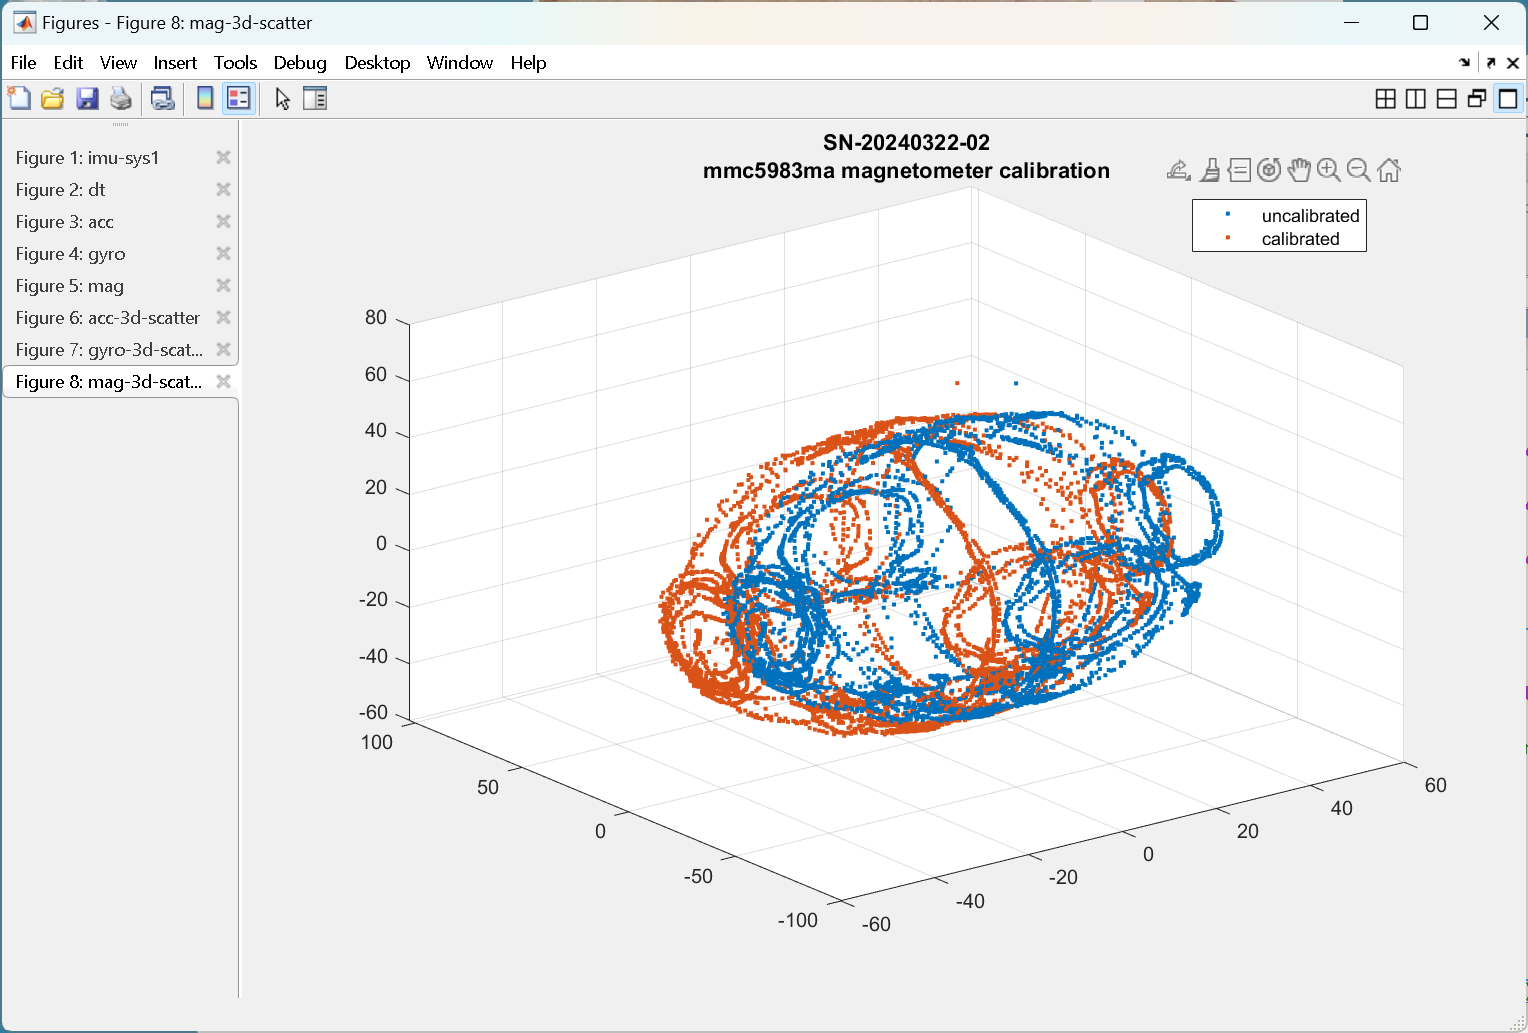 Figures - Figure 8: mag-3d-scatter
File Edit View Insert Tools Debug Desktop Window Help
Figure 1: imu-sys1
Figure 2: dt
Figure 3: acc
Figure 4: gyro
Figure 5: mag
Figure 6: acc-3d-scatter
Figure 7: gyro-3d-scat...
Figure 8: mag-3d-scat...
SN-20240322-02
mmc5983ma magnetometer calibration
uncalibrated
calibrated
80
60
40
20
0
-20
-40
-60
100
50
0
-50
-100
-60
-40
-20
0
20
40
60